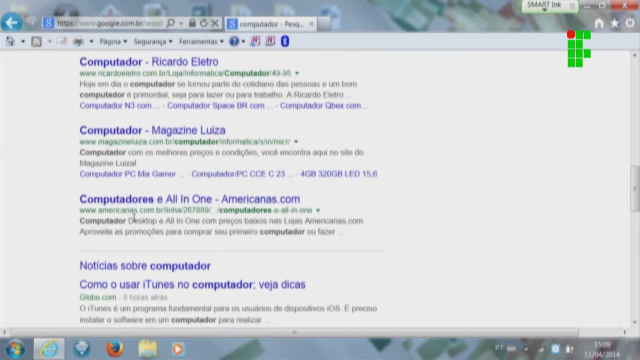 SMART Ink
https://www.google.com.br/search
computador - Pesq...
Página Segurança Ferramentas
Computador - Ricardo Eletro
www.ricardoeletro.com.br/Loja/Informatica/Computador/49-95
Hoje em dia o computador se tornou parte do cotidiano das pessoas e um bom
computador é primordial, seja para lazer ou para trabalho. A Ricardo Eletro ...
Computador N3 com ... - Computador Space BR com ... - Computador Qbex com ...
Computador - Magazine Luiza
www.magazineluiza.com.br/computador/informatica/s/in/micr/
Computador com os melhores preços e condições, você encontra aqui no site do
Magazine Luiza!
Computador PC Mix Gamer ... - Computador/PC CCE C 23 ... - 4GB 320GB LED 15,6
Computadores e All In One - Americanas.com
www.americanas.com.br/linha/267889/.../computadores-e-all-in-one
Computador Desktop e All In One com preços baixos nas Lojas Americanas.com.
Aproveite as promoções para comprar seu primeiro computador ou fazer ...
Notícias sobre computador
Como o usar iTunes no computador; veja dicas
Globo.com - 8 horas atrás
O iTunes é um programa fundamental para os usuários de dispositivos iOS. É preciso
instalar o software em um computador para realizar ...
PT
15:09
11/04/2014